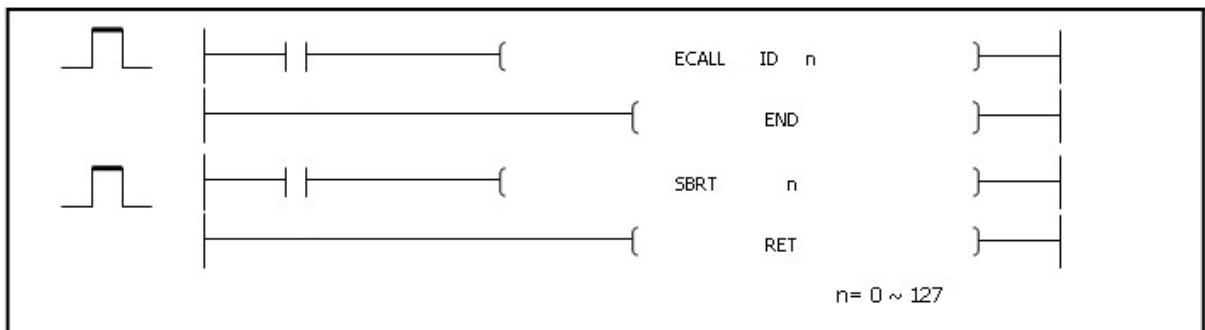 ECALL ID n
END
SBRT n
RET
n= 0 ~ 127